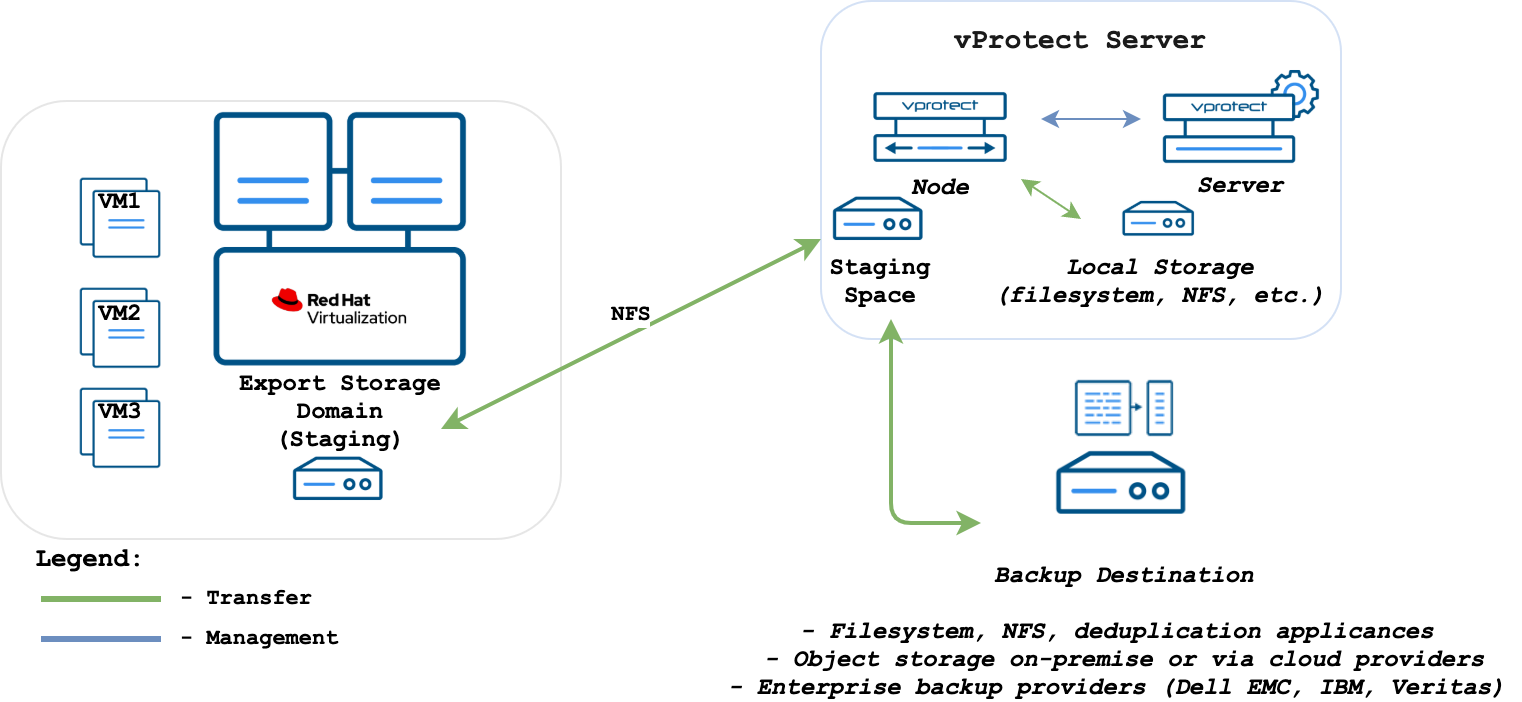 vProtect Server
vprotect
vprotect
Node
Server
Staging
Space
Local Storage
(filesystem, NFS, etc.)
VM1
VM2
VM3
Red Hat
Virtualization
Export Storage
Domain
(Staging)
NFS
Legend:
- Transfer
- Management
Backup Destination
- Filesystem, NFS, deduplication applicances
- Object storage on-premise or via cloud providers
- Enterprise backup providers (Dell EMC, IBM, Veritas)